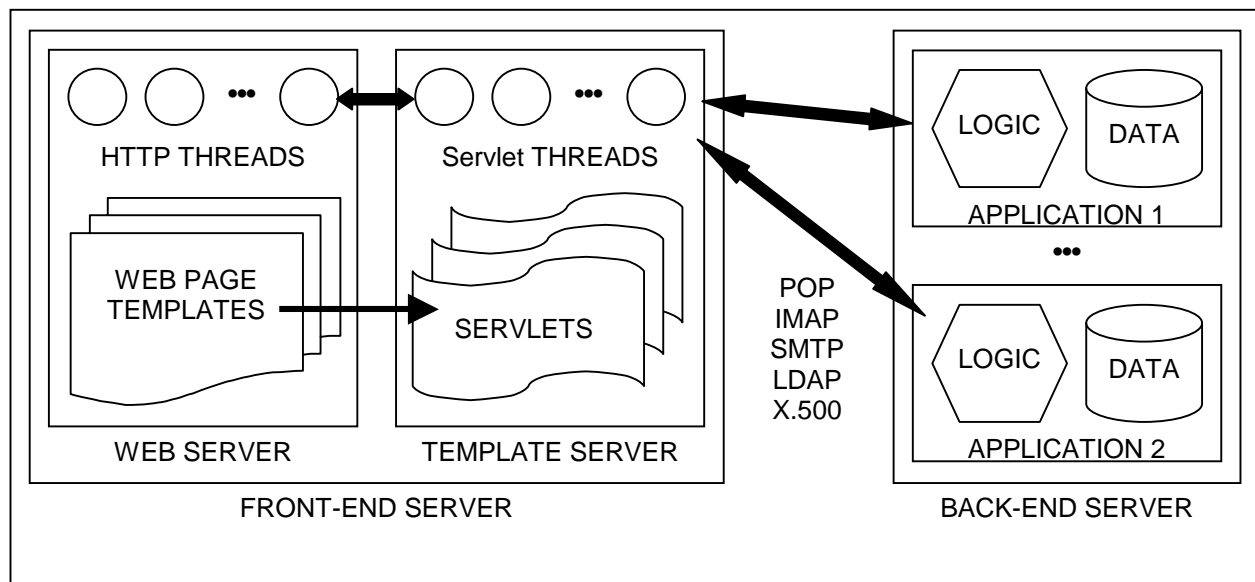 HTTP THREADS
WEB PAGE
TEMPLATES
WEB SERVER
Servlet THREADS
SERVLETS
TEMPLATE SERVER
FRONT-END SERVER
POP
IMAP
SMTP
LDAP
X.500
LOGIC
DATA
APPLICATION 1
LOGIC
DATA
APPLICATION 2
BACK-END SERVER